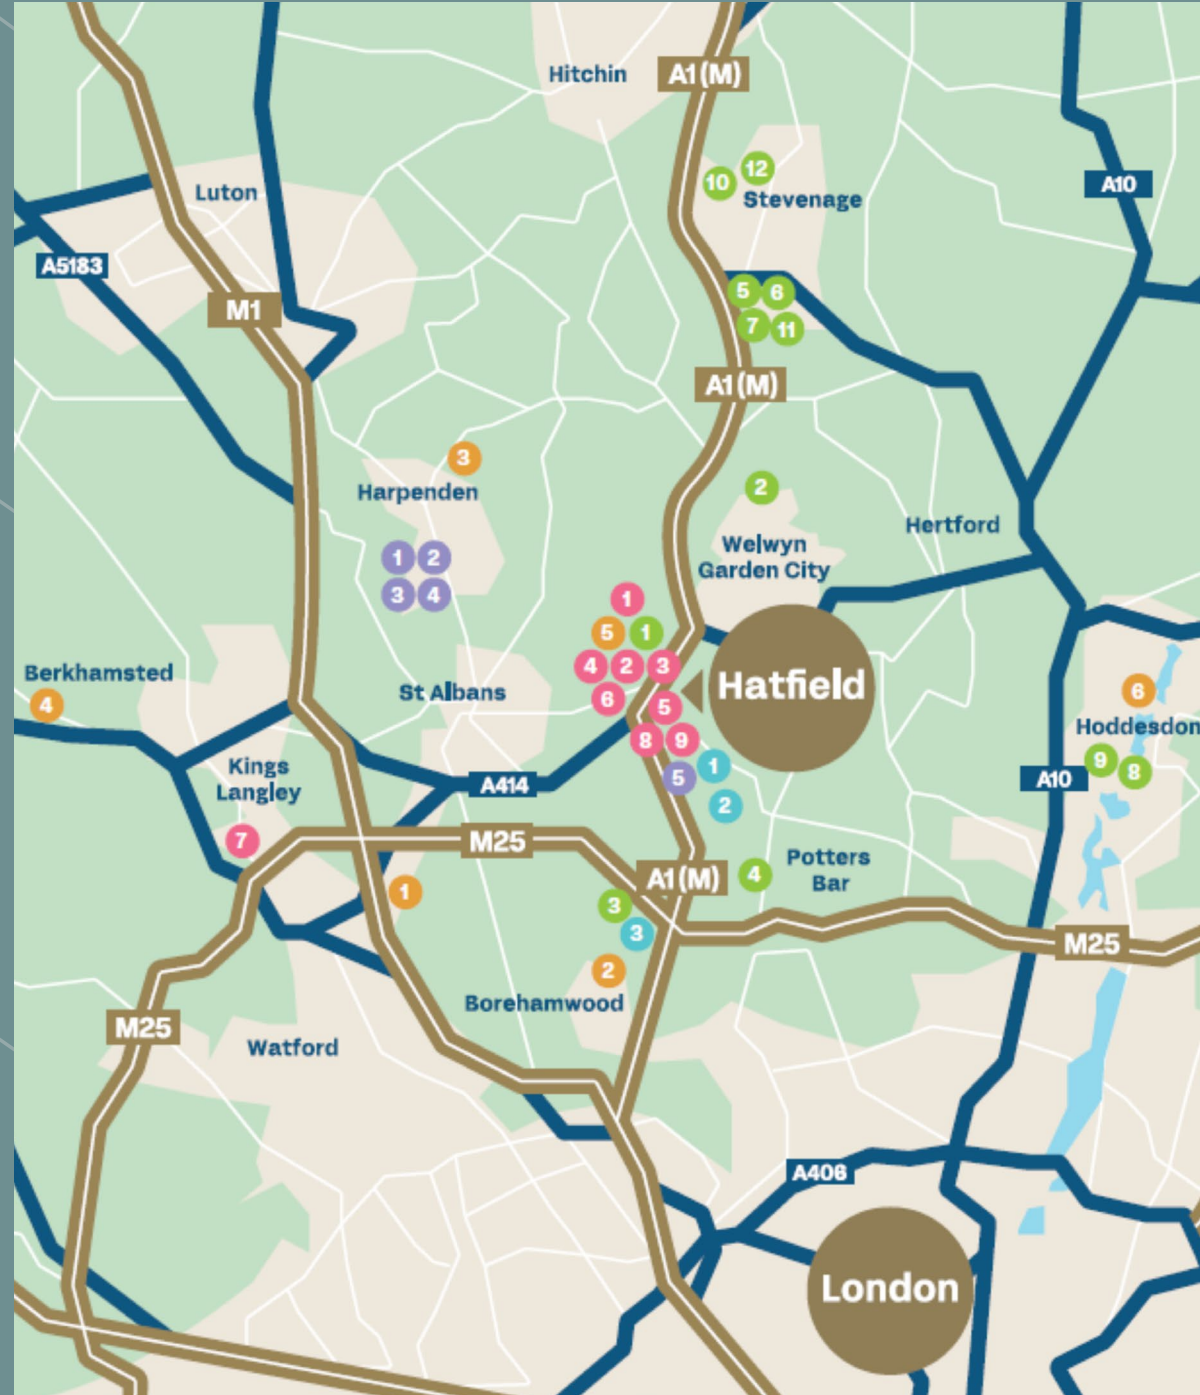 Hitchin
A1(M)
12
10
Stevenage
A10
Luton
A5183
M1
5
6
7
11
A1(M)
3
Harpenden
2
Hertford
Welwyn
Garden City
1
2
3
4
1
5
1
4
2
3
6
5
8
9
5
1
2
Hatfield
Berkhamsted
4
St Albans
6
Hoddesdon
9
8
A10
Kings
Langley
A414
7
M25
A1(M)
4
Potters
Bar
1
3
3
2
Borehamwood
M25
M25
Watford
A406
London